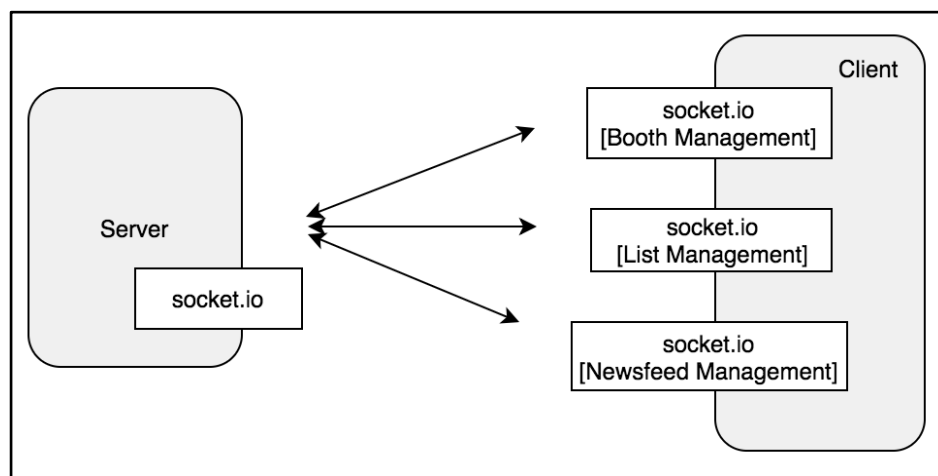 Client
socket.io
[Booth Management]
Server
socket.io
[List Management]
socket.io
socket.io
[Newsfeed Management]